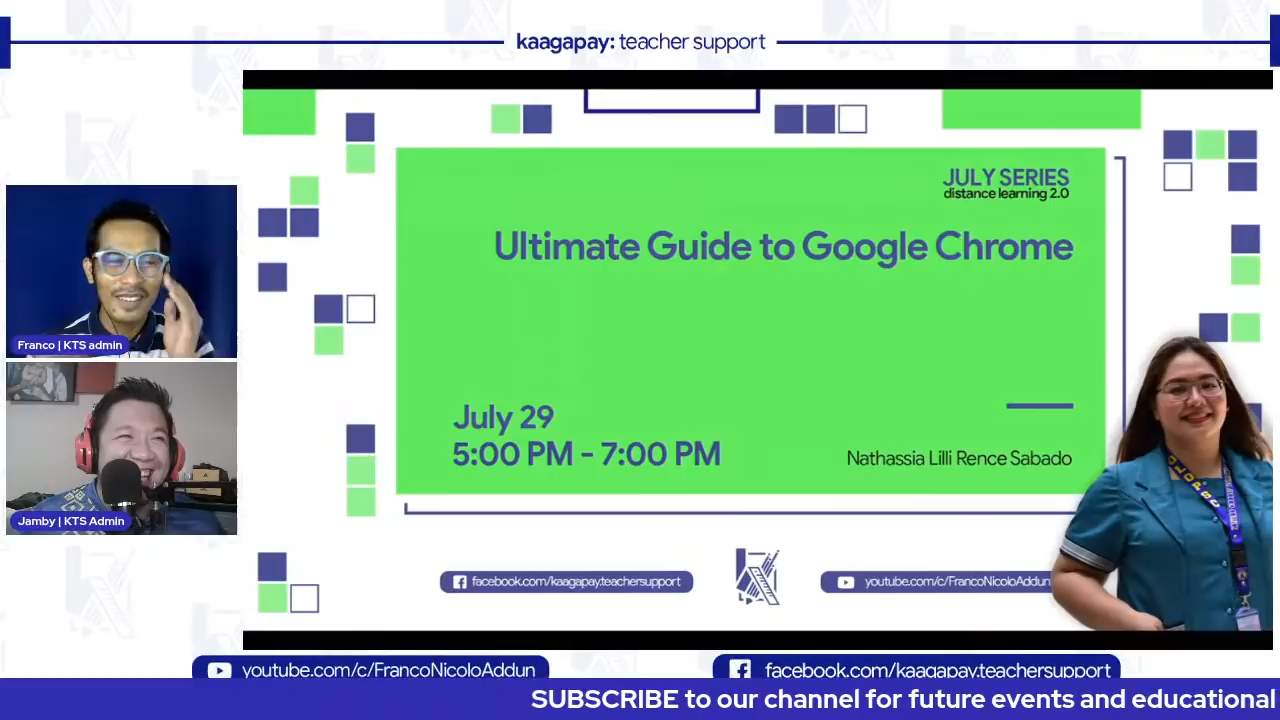 kaagapay: teacher support
JULY SERIES
distance learning 2.0
Ultimate Guide to Google Chrome
July 29
5:00 PM - 7:00 PM
Nathassia Lilli Rence Sabado
Franco | KTS admin
Jamby | KTS Admin
facebook.com/kaagapay.teachersupport
youtube.com/c/FrancoNicoloAddun
youtube.com/c/FrancoNicoloAddun
facebook.com/kaagapay.teachersupport
SUBSCRIBE to our channel for future events and educational